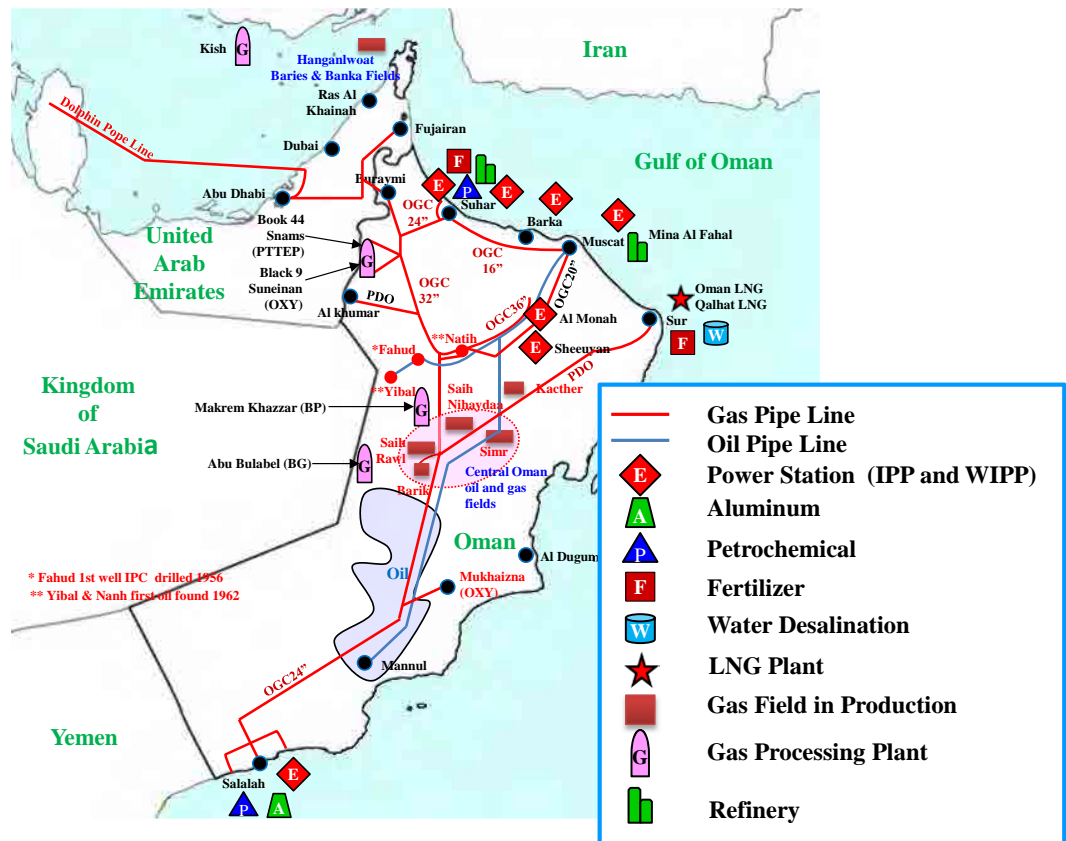 Iran
Kish
G
Hanganlwoat
Baries & Banka Fields
Ras Al
Khainah
Dolphin Pope Line
Fujairan
Dubai
Gulf of Oman
F
E
P
E
E
E
Buraymi
Abu Dhabi
OGC
24”
Suhar
Barka
Muscat
Mina Al Fahal
Book 44
Snams
(PTTEP)
United
Arab
Emirates
G
Black 9
Suneinan
(OXY)
OGC
16”
OGC
32”
OGC20”
OGC36”
Oman LNG
Qalhat LNG
PDO
Al khumar
E
Al Monah
Sur
F
W
**Natih
*Fahud
E
Sheeuyan
PDO
**Yibal
Kingdom
of
Saudi Arabia
Makrem Khazzar (BP)
G
Saih
Nihaydaa
Kacther
Saih
Rawl
Simr
Abu Bulabel (BG)
G
Barik
Central Oman
oil and gas
fields
Oman
Al Dugum
Oil
Mukhaizna
(OXY)
* Fahud 1st well IPC drilled 1956
** Yibal & Nanh first oil found 1962
Mannul
OGC24”
Yemen
Salalah
E
P
A
Gas Pipe Line
Oil Pipe Line
E
Power Station (IPP and WIPP)
A
Aluminum
P
Petrochemical
F
Fertilizer
W
Water Desalination
LNG Plant
Gas Field in Production
G
Gas Processing Plant
Refinery